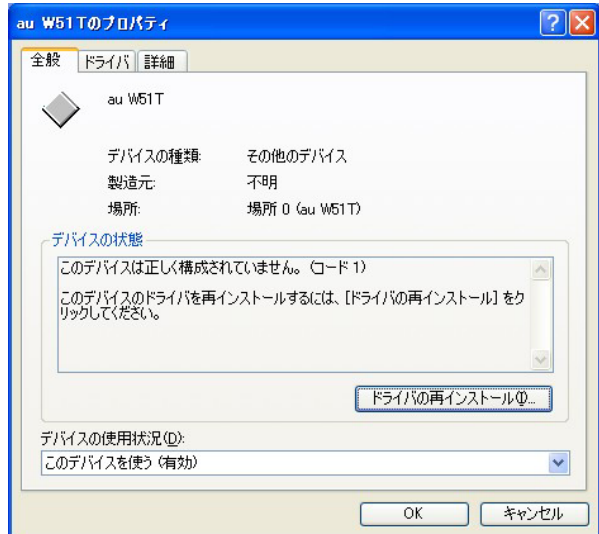 au W51Tのプロパティ
全般 ドライバ 詳細
au W51T
デバイスの種類: その他のデバイス
製造元: 不明
場所: 場所 0 (au W51T)
デバイスの状態
このデバイスは正しく構成されていません。 (コード 1)
このデバイスのドライバを再インストールするには、[ドライバの再インストール] をク
リックしてください。
ドライバの再インストール(I)...
デバイスの使用状況(D):
このデバイスを使う (有効)
OK キャンセル